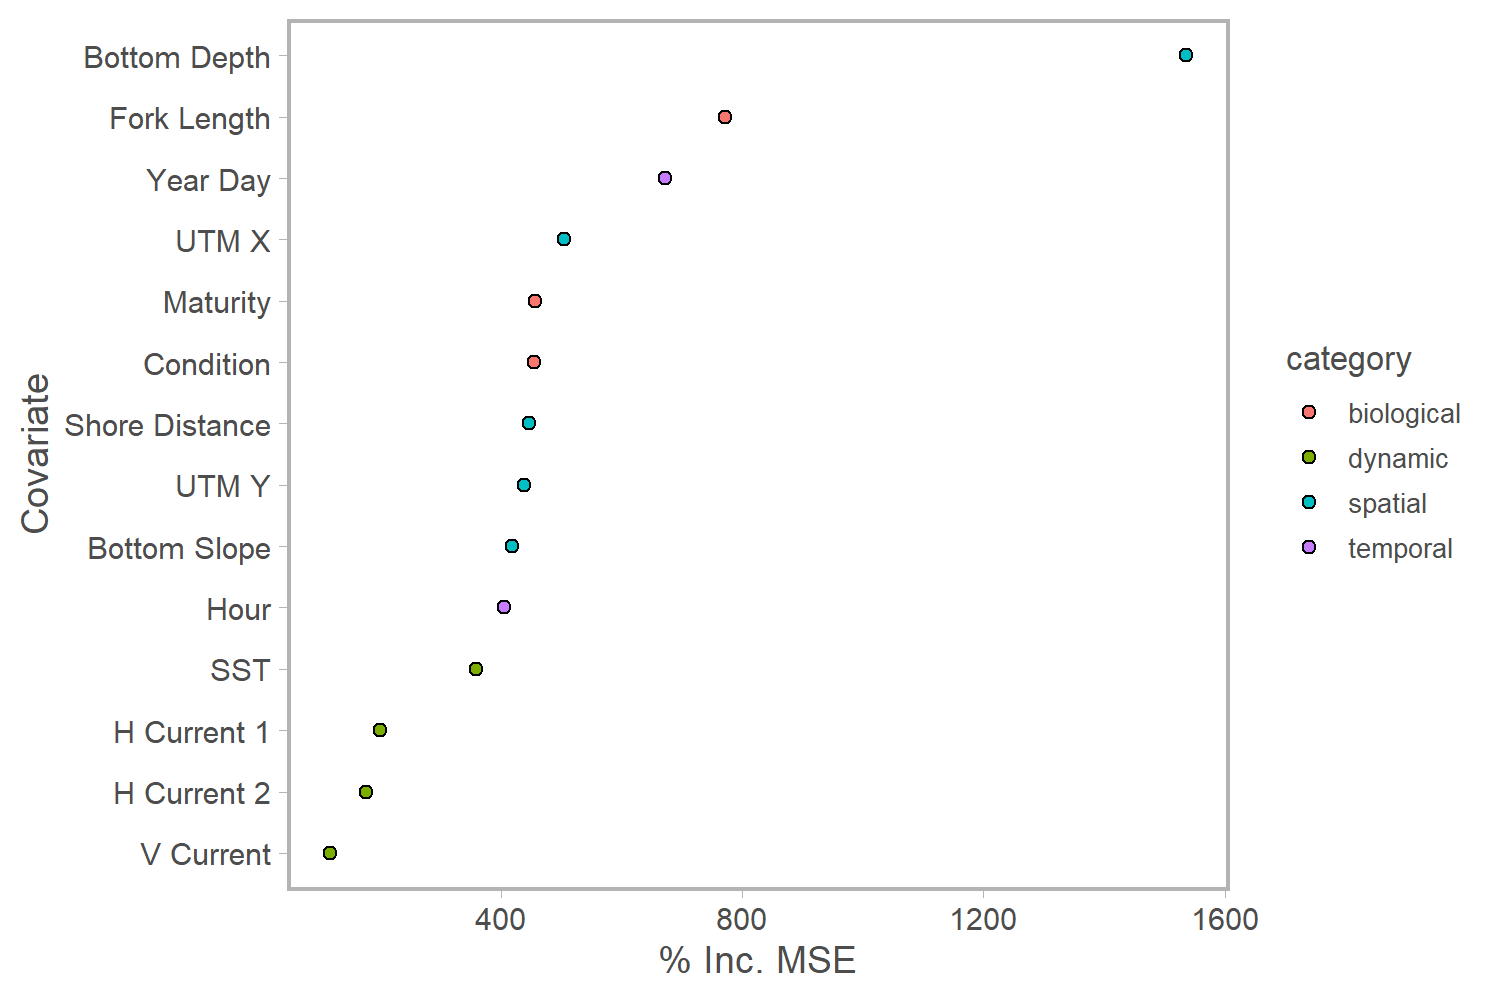 Bottom Depth
Fork Length
Year Day
UTM X
Maturity
Condition
Shore Distance
UTM Y
Bottom Slope
Hour
SST
H Current 1
H Current 2
V Current
Covariate
400 800 1200 1600
% Inc. MSE
category
biological
dynamic
spatial
temporal